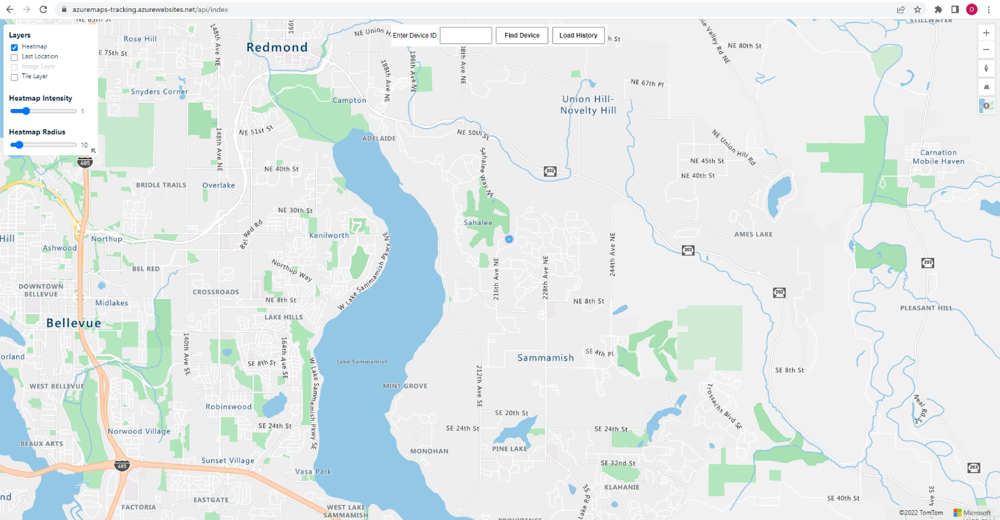 azuremaps-tracking.azurewebsites.net/api/index
O
Layers
Heatmap
Last Location
Image Layer
Tile Layer
Heatmap Intensity
1
Heatmap Radius
10
Enter Device ID
Find Device
Load History
Rose Hill
148th Ave NE
Redmond
166t
NE Union H
188th Ave NE
196th Ave NE
08th Ave NE
h St
NE 80th St
STILLWATER
E 75th St
Snyders Corner
Campton
Union Hill-
Novelty Hill
NE 67th Pl
NE 51st St
148th Ave NE
ADELAIDE
NE 50th St
NE Union Hill Rd
Carnation
Mobile Haven
405
NE 40th St
Sahalee Way NE
202
NE 45th St
NE 40th St
BRIDLE TRAILS
Overlake
NE 30th St
Bel Red Rd
Kenilworth
Sahalee
AMES LAKE
Hill
Northup
Ashwood
202
203
BEL RED
Northup Way
W Lake Sammamish Pkwy NE
216th Ave NE
228th Ave NE
244th Ave NE
DOWNTOWN
BELLEVUE
CROSSROADS
202
Midlakes
NE 8th St
NE 8th St
PLEASANT HILL
Bellevue
LAKE HILLS
140th Ave SE
164th Ave SE
orland
SE 8th St
Lake Sammamish
Sammamish
SE 4th Pl
SE 8th St
WEST BELLEVUE
W Lake Sammamish Pkwy SE
MINT GROVE
212th Ave SE
Trossachs Blvd SE
Neal Rd SE
Robinswood
SE 20th St
SE 24th St
SE 24th St
SE 24th St
Norwood Village
BEAUX ARTS
MONOHAN
PINE LAKE
Sunset Village
405
Vasa Park
SE 32nd St
203
KLAHANIE
nd
FACTORIA
EASTGATE
WEST LAKE
SAMMAMISH
SE 40th St
PROVIDENCE
©2022 TomTom
Microsoft